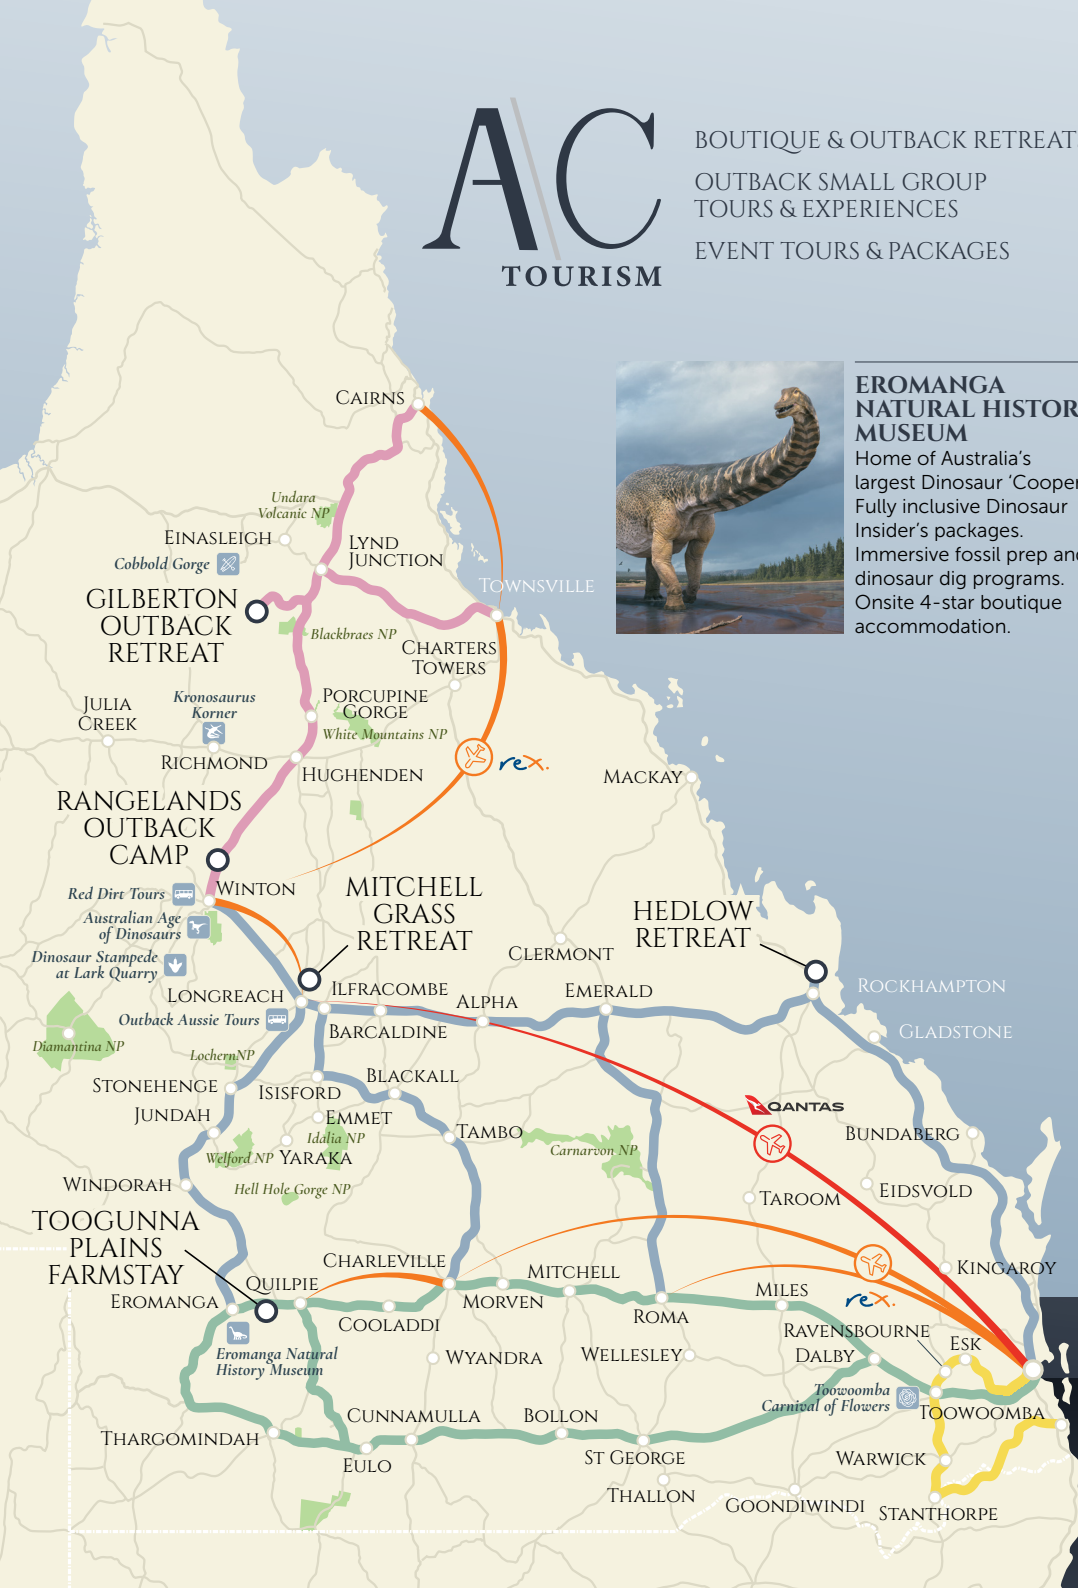 A\C
TOURISM
BOUTIQUE & OUTBACK RETREAT
OUTBACK SMALL GROUP
TOURS & EXPERIENCES
EVENT TOURS & PACKAGES
EROMANGA
NATURAL HISTOR
MUSEUM
Home of Australia's
largest Dinosaur 'Cooper
Fully inclusive Dinosaur
Insider's packages.
Immersive fossil prep and
dinosaur dig programs.
Onsite 4-star boutique
accommodation.
CAIRNS
Undara
Volcanic NP
EINASLEIGH
LYND
JUNCTION
Cobbold Gorge
TOWNSVILLE
GILBERTON
OUTBACK
RETREAT
Blackbraes NP
CHARTERS
TOWERS
JULIA
CREEK
Kronosaurus
Korner
PORCUPINE
GORGE
White Mountains NP
RICHMOND
HUGHENDEN
rex.
MACKAY
RANGELANDS
OUTBACK
CAMP
WINTON
Red Dirt Tours
MITCHELL
GRASS
RETREAT
Australian Age
of Dinosaurs
HEDLOW
RETREAT
Dinosaur Stampede
at Lark Quarry
CLERMONT
LONGREACH
ILFRACOMBE
ALPHA
EMERALD
ROCKHAMPTON
Outback Aussie Tours
BARCALDINE
GLADSTONE
Diamantina NP
Lochern NP
STONEHENGE
ISISFORD
BLACKALL
QANTAS
JUNDAH
EMMET
TAMBO
BUNDABERG
Idalia NP
Welford NP
YARAKA
Carnarvon NP
WINDORAH
Hell Hole Gorge NP
TAROOM
EIDSVOLD
TOOGUNNA
PLAINS
FARMSTAY
CHARLEVILLE
QUILPIE
MITCHELL
KINGAROY
EROMANGA
MORVEN
MILES
rex.
COOLADDI
ROMA
Eromanga Natural
History Museum
WYANDRA
WELLESLEY
RAVENSBOURNE
ESK
DALBY
Toowoomba
Carnival of Flowers
TOOWOOMBA
CUNNAMULLA
BOLLON
THARGOMINDAH
EULO
ST GEORGE
WARWICK
THALLON
GOONDIWINDI
STANTHORPE